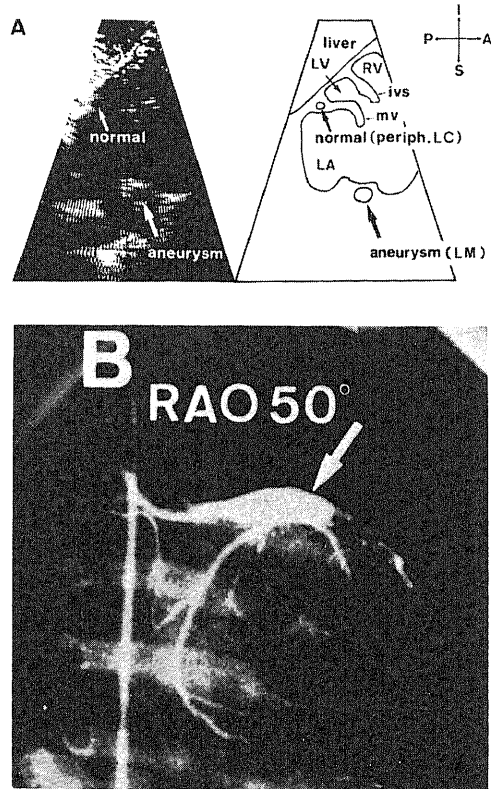 A
normal
aneurysm
liver
LV
RV
ivs
mv
normal (periph. LC)
LA
aneurysm (LM)
I
P
A
S
B
RAO 50°